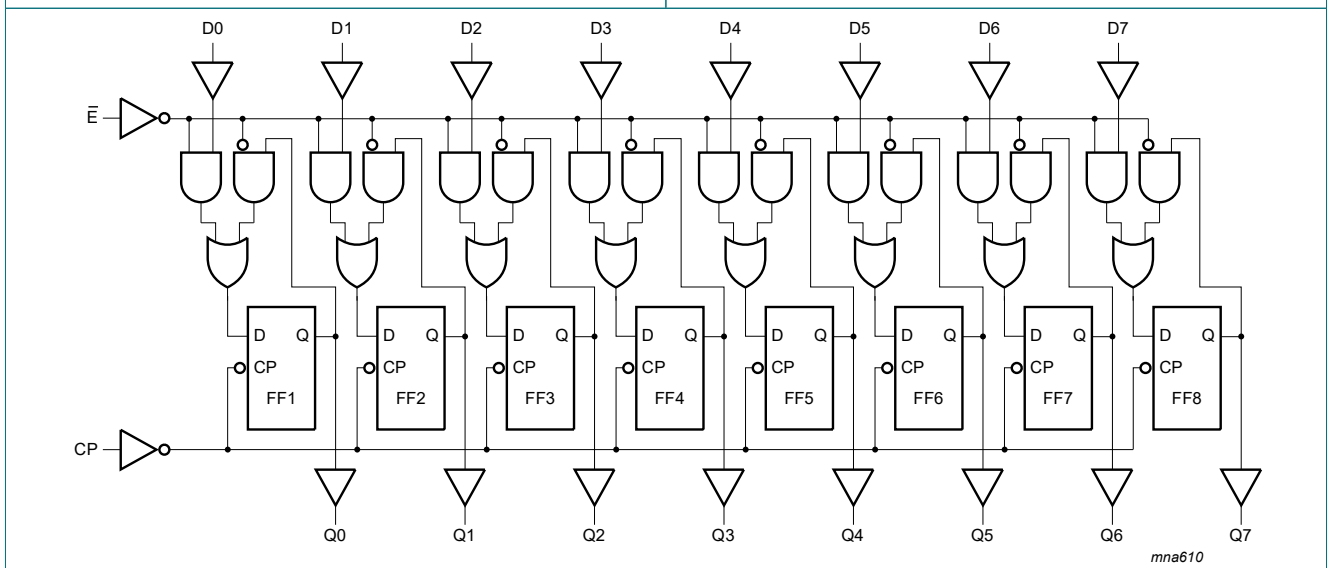 D0 D1 D2 D3 D4 D5 D6 D7
E̅
D Q D Q D Q D Q D Q D Q D Q D Q
CP CP CP CP CP CP CP CP
FF1 FF2 FF3 FF4 FF5 FF6 FF7 FF8
CP
Q0 Q1 Q2 Q3 Q4 Q5 Q6 Q7
mna610